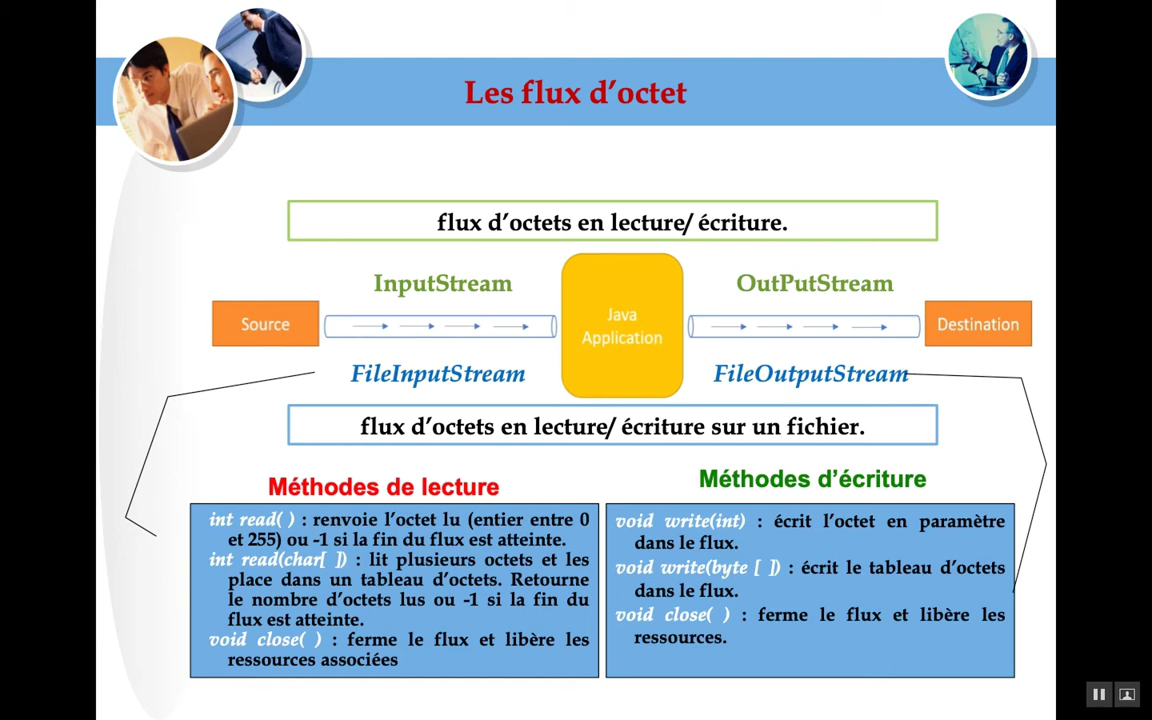 Les flux d’octet
flux d’octets en lecture/ écriture.
InputStream
OutPutStream
Source
Java
Application
Destination
FileInputStream
FileOutputStream
flux d’octets en lecture/ écriture sur un fichier.
Méthodes de lecture
int read( ) : renvoie l’octet lu (entier entre 0
et 255) ou -1 si la fin du flux est atteinte.
int read(char[ ]) : lit plusieurs octets et les
place dans un tableau d’octets. Retourne
le nombre d’octets lus ou -1 si la fin du
flux est atteinte.
void close( ) : ferme le flux et libère les
ressources associées
Méthodes d’écriture
void write(int) : écrit l’octet en paramètre
dans le flux.
void write(byte [ ]) : écrit le tableau d’octets
dans le flux.
void close( ) : ferme le flux et libère les
ressources.